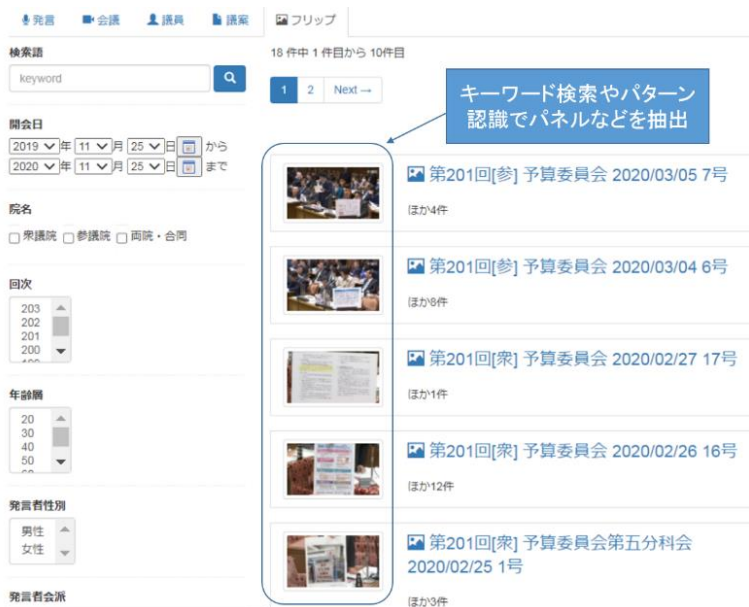 発言 会議 議員 議案 フリップ
検索語
keyword
開会日
2019 年 11 月 25 日 から
2020 年 11 月 25 日 まで
院名
衆議院 参議院 両院・合同
回次
203
202
201
200
年齢層
20
30
40
50
発言者性別
男性
女性
発言者会派
18 件中 1 件目から 10件目
1 2 Next→
キーワード検索やパターン
認識でパネルなどを抽出
第201回[参] 予算委員会 2020/03/05 7号
ほか4件
第201回[参] 予算委員会 2020/03/04 6号
ほか8件
第201回[衆] 予算委員会 2020/02/27 17号
ほか1件
第201回[衆] 予算委員会 2020/02/26 16号
ほか12件
第201回[衆] 予算委員会第五分科会
2020/02/25 1号
ほか3件